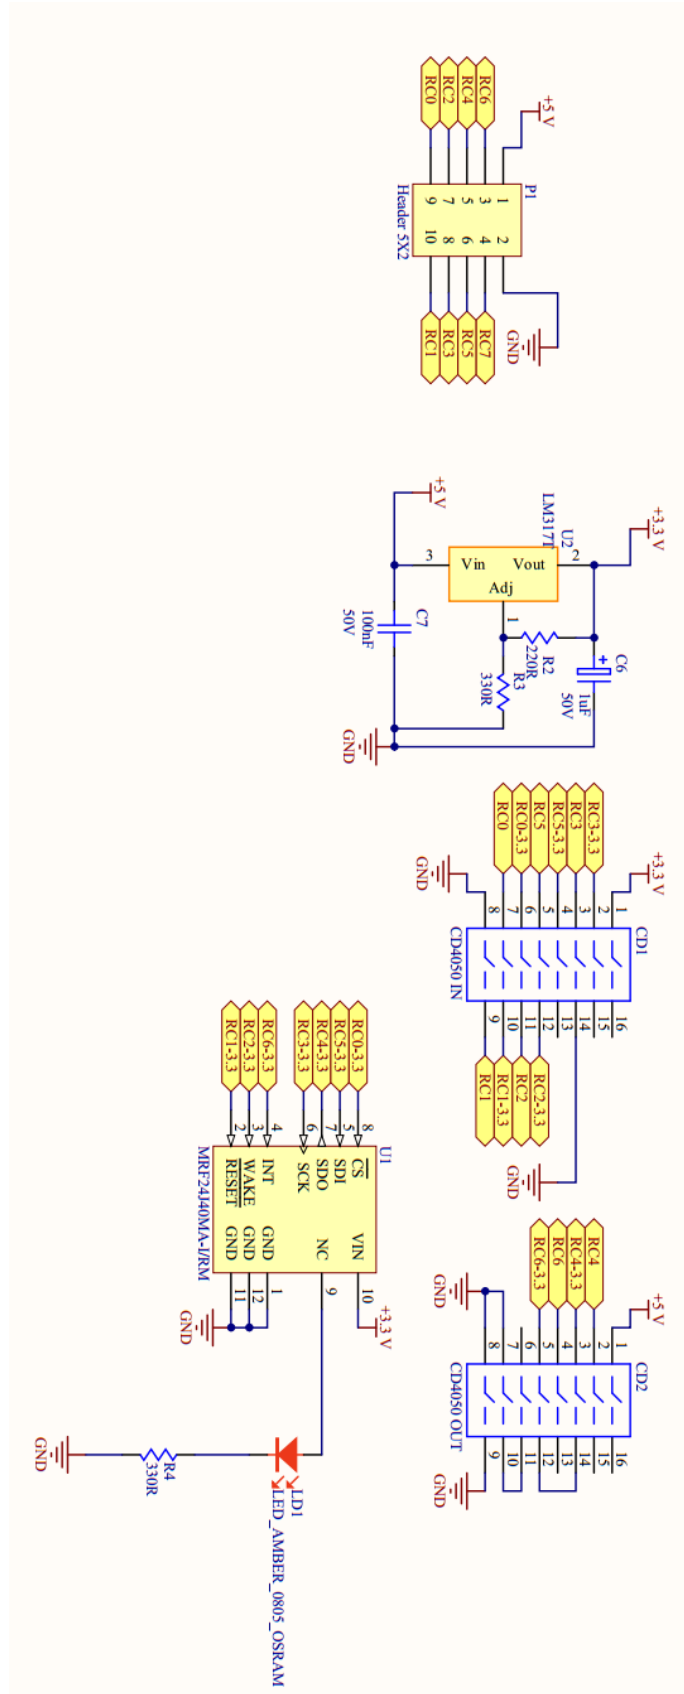 RC6
RC4
RC2
RC0
+5 V
P1
1
3
5
7
9
2
4
6
8
10
Header 5X2
RC7
RC5
RC3
RC1
GND
+5 V
+3.3 V
U2
LM317T
3
Vin
Vout
2
Adj
1
C7
100nF
50V
R2
220R
R3
330R
C6
1uF
50V
GND
+3.3 V
RC3-3.3
RC3
RC5-3.3
RC5
RC0-3.3
RC0
GND
CD1
1
2
3
4
5
6
7
8
16
15
14
13
12
11
10
9
CD4050 IN
RC2-3.3
RC2
RC1-3.3
RC1
GND
RC0-3.3
RC5-3.3
RC4-3.3
RC3-3.3
RC6-3.3
RC2-3.3
RC1-3.3
U1
8
5
7
6
4
3
2
CS
SDI
SDO
SCK
INT
WAKE
RESET
VIN
NC
GND
GND
GND
10
9
1
12
11
MRF24J40MA-I/RM
+3.3 V
GND
+5 V
RC4
RC4-3.3
RC6
RC6-3.3
GND
CD2
1
2
3
4
5
6
7
8
16
15
14
13
12
11
10
9
CD4050 OUT
GND
LD1
LED_AMBER_0805_OSRAM
R4
330R
GND